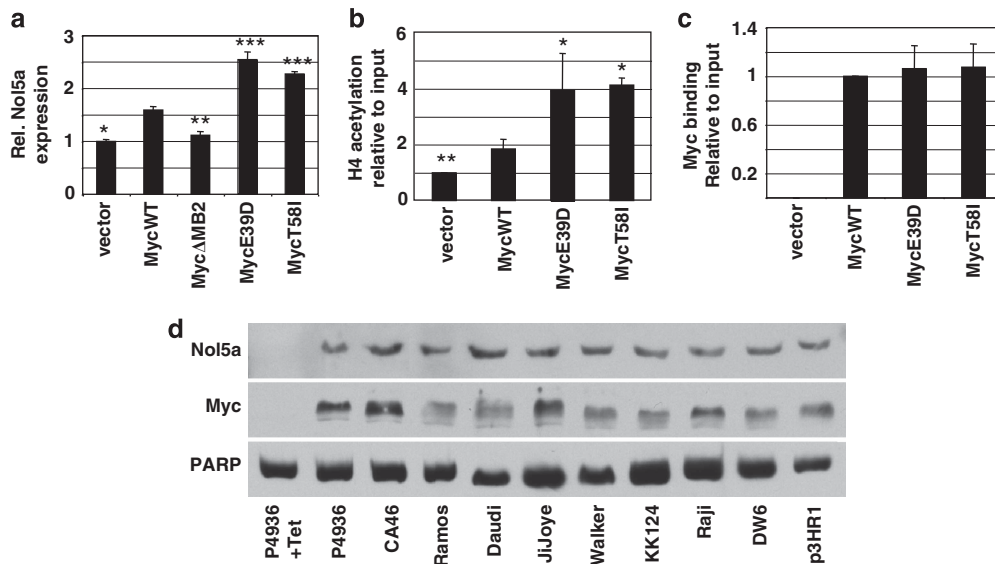 a
Rel. Nol5a
expression
3
2
1
0
*
**
***
***
vector
MycWT
MycΔMB2
MycE39D
MycT58I
b
H4 acetylation
relative to input
6
4
2
0
**
*
*
vector
MycWT
MycE39D
MycT58I
c
Myc binding
Relative to input
1.4
1
0.6
0.2
vector
MycWT
MycE39D
MycT58I
d
Nol5a
Myc
PARP
P4936
+Tet
P4936
CA46
Ramos
Daudi
JiJoye
Walker
KK124
Raji
DW6
p3HR1